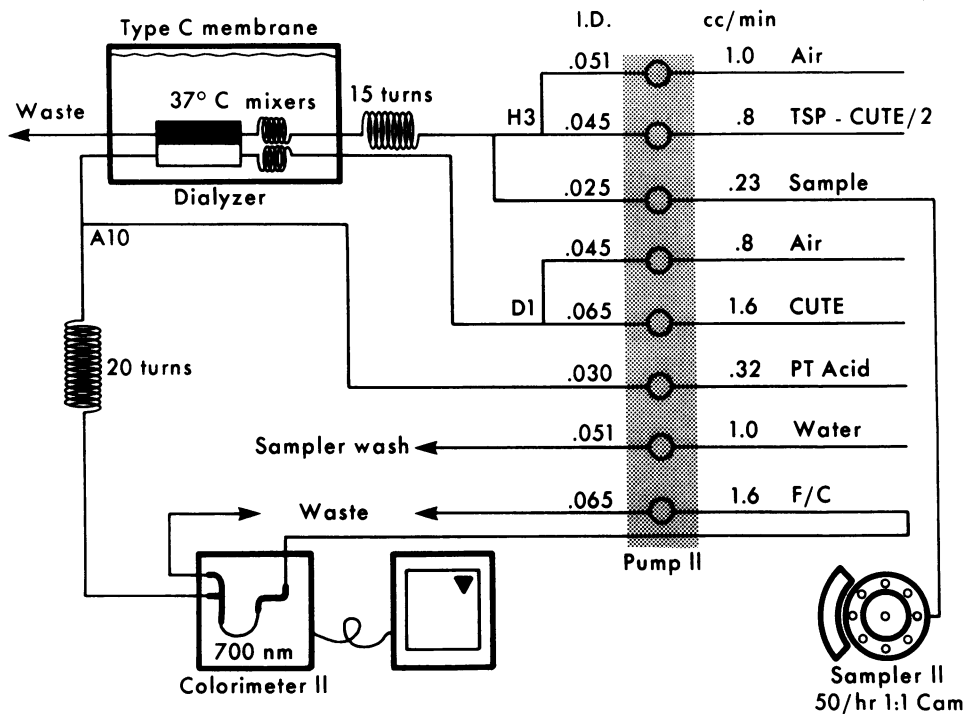 I.D. cc/min
Type C membrane
.051 1.0 Air
37° C mixers
15 turns
Waste
H3
.045 .8 TSP - CUTE/2
.025 .23 Sample
Dialyzer
A10
.045 .8 Air
D1
.065 1.6 CUTE
20 turns
.030 .32 PT Acid
Sampler wash
.051 1.0 Water
Waste
.065 1.6 F/C
Pump II
700 nm
Colorimeter II
Sampler II
50/hr 1:1 Cam